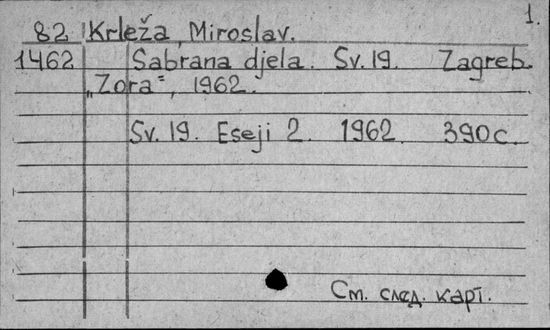 1.
82 Krleža, Miroslav.
1462 Sabrana djela. Sv. 19. Zagreb.
„Zora", 1962.
Sv. 19. Eseji 2. 1962. 390 с.
См. след. карт.